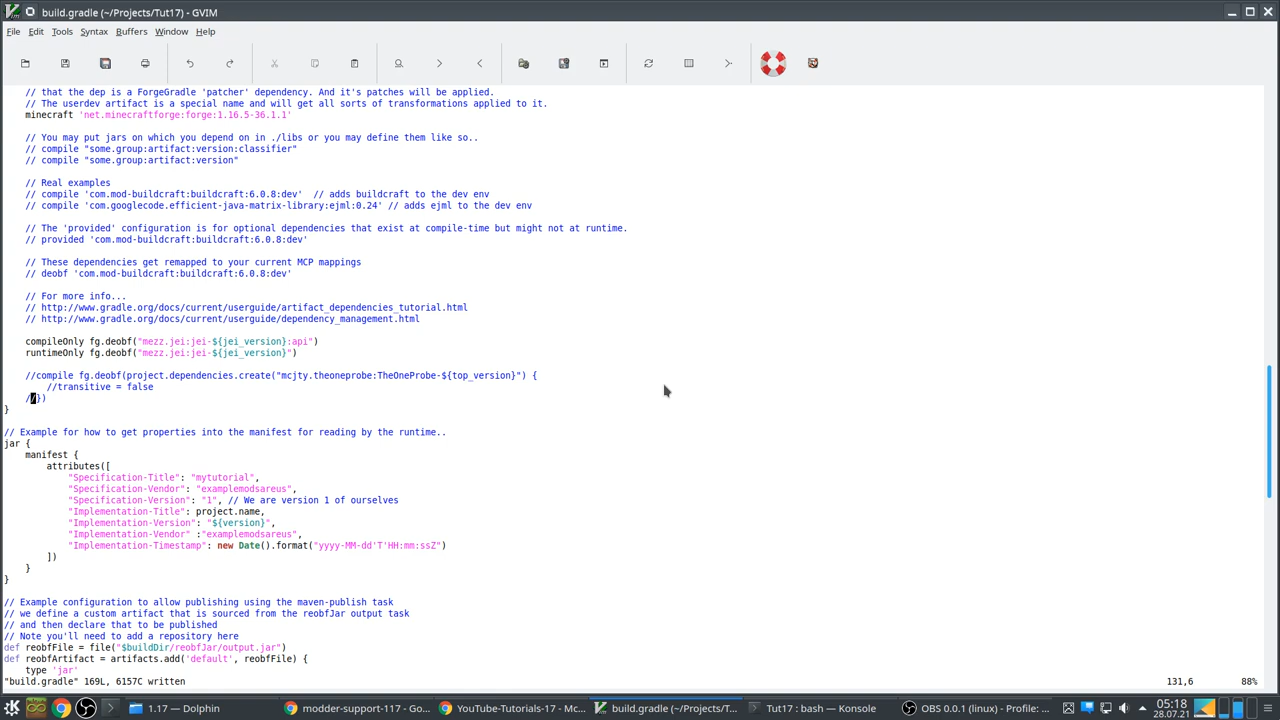 build.gradle (~/Projects/Tut17) - GVIM
File Edit Tools Syntax Buffers Window Help
// that the dep is a ForgeGradle 'patcher' dependency. And it's patches will be applied.
// The userdev artifact is a special name and will get all sorts of transformations applied to it.
minecraft 'net.minecraftforge:forge:1.16.5-36.1.1'
// You may put jars on which you depend on in ./libs or you may define them like so..
// compile "some.group:artifact:version:classifier"
// compile "some.group:artifact:version"
// Real examples
// compile 'com.mod-buildcraft:buildcraft:6.0.8:dev'  // adds buildcraft to the dev env
// compile 'com.googlecode.efficient-java-matrix-library:ejml:0.24' // adds ejml to the dev env
// The 'provided' configuration is for optional dependencies that exist at compile-time but might not at runtime.
// provided 'com.mod-buildcraft:buildcraft:6.0.8:dev'
// These dependencies get remapped to your current MCP mappings
// deobf 'com.mod-buildcraft:buildcraft:6.0.8:dev'
// For more info...
// http://www.gradle.org/docs/current/userguide/artifact_dependencies_tutorial.html
// http://www.gradle.org/docs/current/userguide/dependency_management.html
compileOnly fg.deobf("mezz.jei:jei-${jei_version}:api")
runtimeOnly fg.deobf("mezz.jei:jei-${jei_version}")
//compile fg.deobf(project.dependencies.create("mcjty.theoneprobe:TheOneProbe-${top_version}") {
//transitive = false
//})
}
// Example for how to get properties into the manifest for reading by the runtime..
jar {
manifest {
attributes([
"Specification-Title": "mytutorial",
"Specification-Vendor": "examplemodsareus",
"Specification-Version": "1", // We are version 1 of ourselves
"Implementation-Title": project.name,
"Implementation-Version": "${version}",
"Implementation-Vendor" :"examplemodsareus",
"Implementation-Timestamp": new Date().format("yyyy-MM-dd'T'HH:mm:ssZ")
])
}
}
// Example configuration to allow publishing using the maven-publish task
// we define a custom artifact that is sourced from the reobfJar output task
// and then declare that to be published
// Note you'll need to add a repository here
def reobfFile = file("$buildDir/reobfJar/output.jar")
def reobfArtifact = artifacts.add('default', reobfFile) {
type 'jar'
"build.gradle" 169L, 6157C written 131,6 88%
1.17 — Dolphin modder-support-117 - Go... YouTube-Tutorials-17 - Mc... build.gradle (~/Projects/T... Tut17 : bash — Konsole OBS 0.0.1 (linux) - Profile: ... 05:18
28.07.21